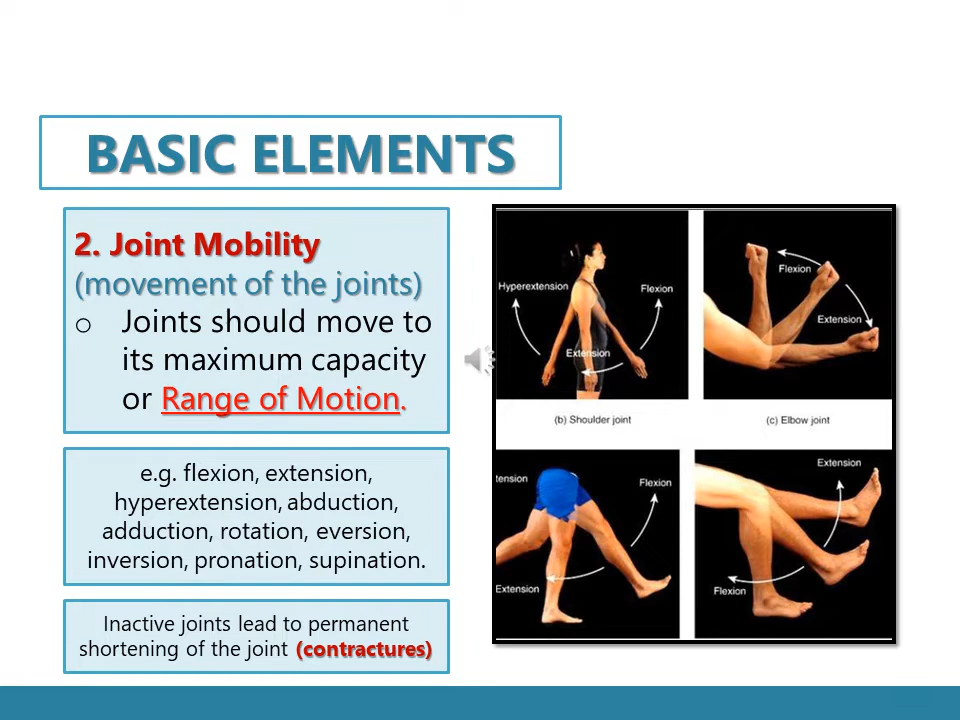 BASIC ELEMENTS
2. Joint Mobility
(movement of the joints)
o Joints should move to
its maximum capacity
or Range of Motion.
e.g. flexion, extension,
hyperextension, abduction,
adduction, rotation, eversion,
inversion, pronation, supination.
Inactive joints lead to permanent
shortening of the joint (contractures)
Hyperextension
Flexion
Extension
(b) Shoulder joint
Flexion
Extension
(c) Elbow joint
tension
Flexion
Extension
Extension
Flexion